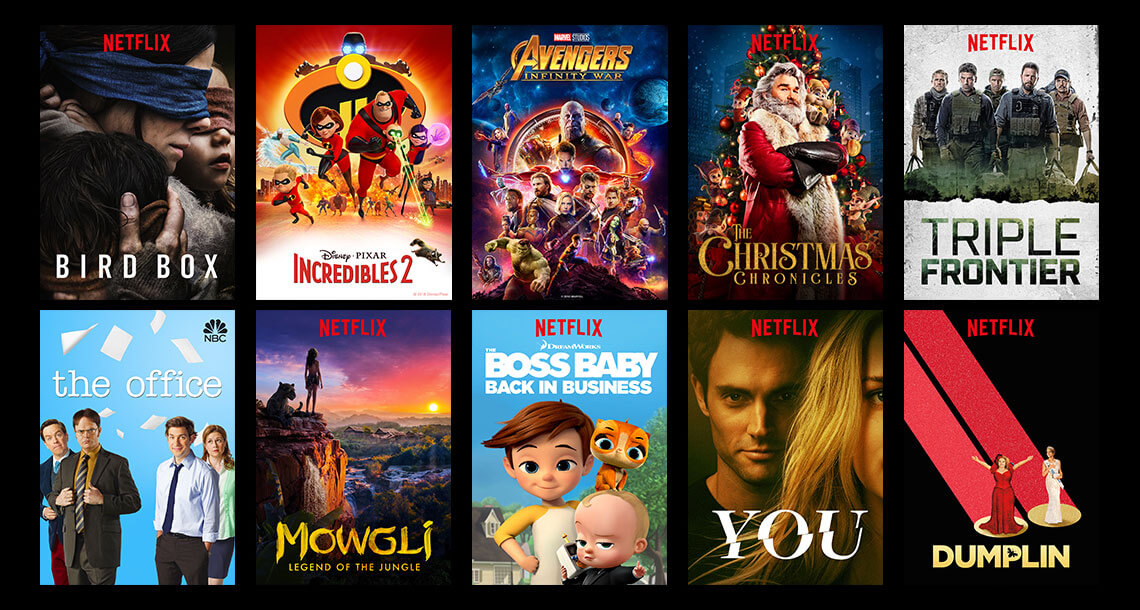 NETFLIX
BIRD BOX
Disney · PIXAR
INCREDIBLES 2
MARVEL STUDIOS
AVENGERS
INFINITY WAR
NETFLIX
THE
CHRISTMAS
CHRONICLES
NETFLIX
TRIPLE
FRONTIER
NBC
the office
NETFLIX
MOWGLI
LEGEND OF THE JUNGLE
NETFLIX
DREAMWORKS
THE
BOSS BABY
BACK IN BUSINESS
NETFLIX
YOU
NETFLIX
DUMPLIN